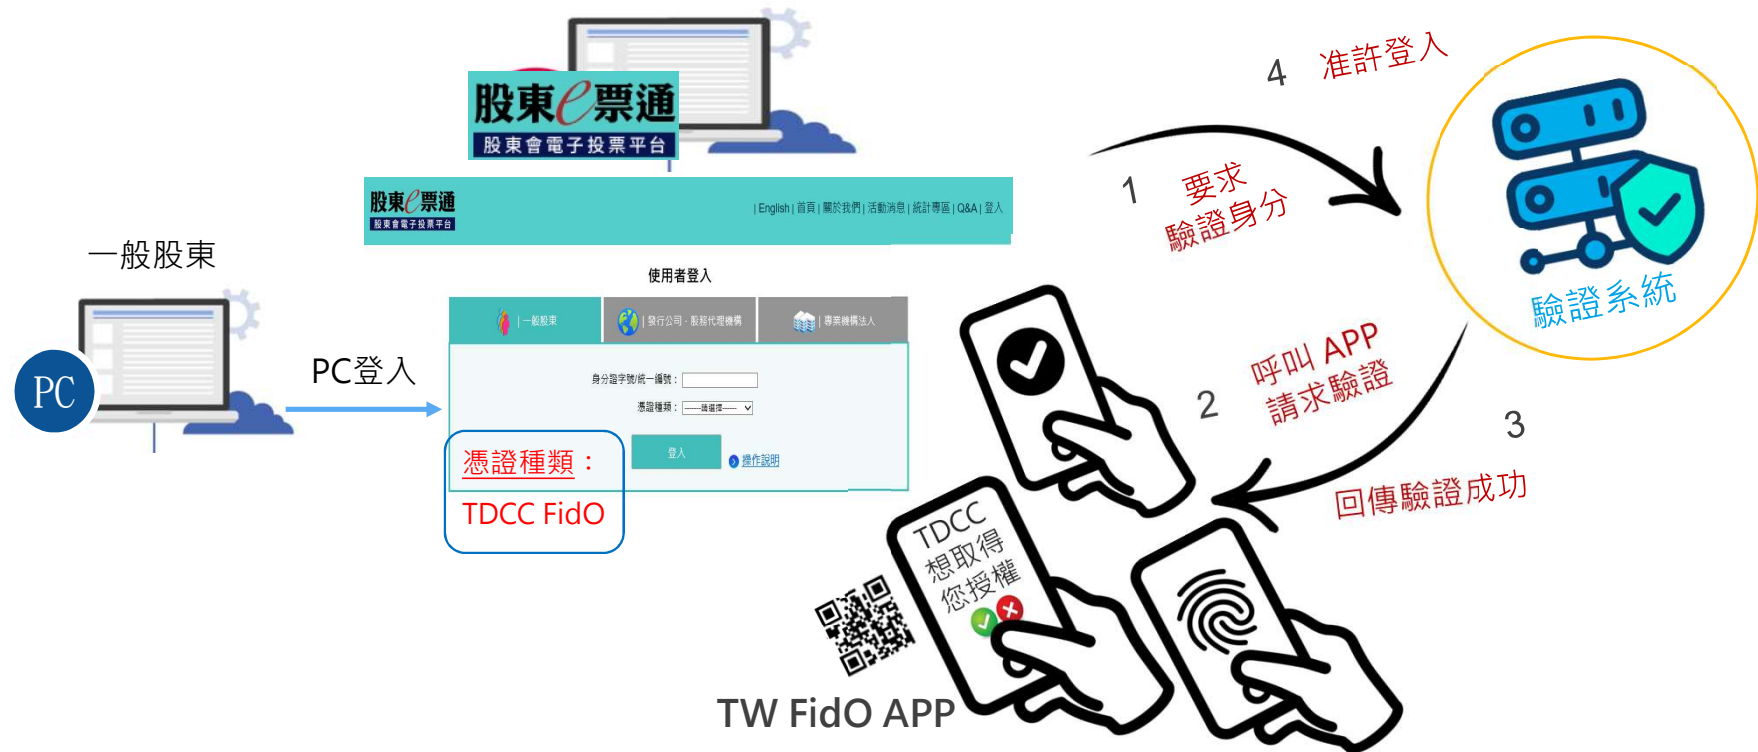 股東e票通
股東會電子投票平台
股東e票通
股東會電子投票平台
| English | 首頁 | 關於我們 | 活動消息 | 統計專區 | Q&A | 登入
一般股東
PC
PC登入
使用者登入
| 一般股東
| 發行公司．股務代理機構
| 專業機構法人
身分證字號/統一編號：
憑證種類： -------請選擇------
登入
操作說明
憑證種類：
TDCC FidO
4 准許登入
1 要求
驗證身分
驗證系統
2 呼叫 APP
請求驗證
3
回傳驗證成功
TDCC
想取得
您授權
TW FidO APP